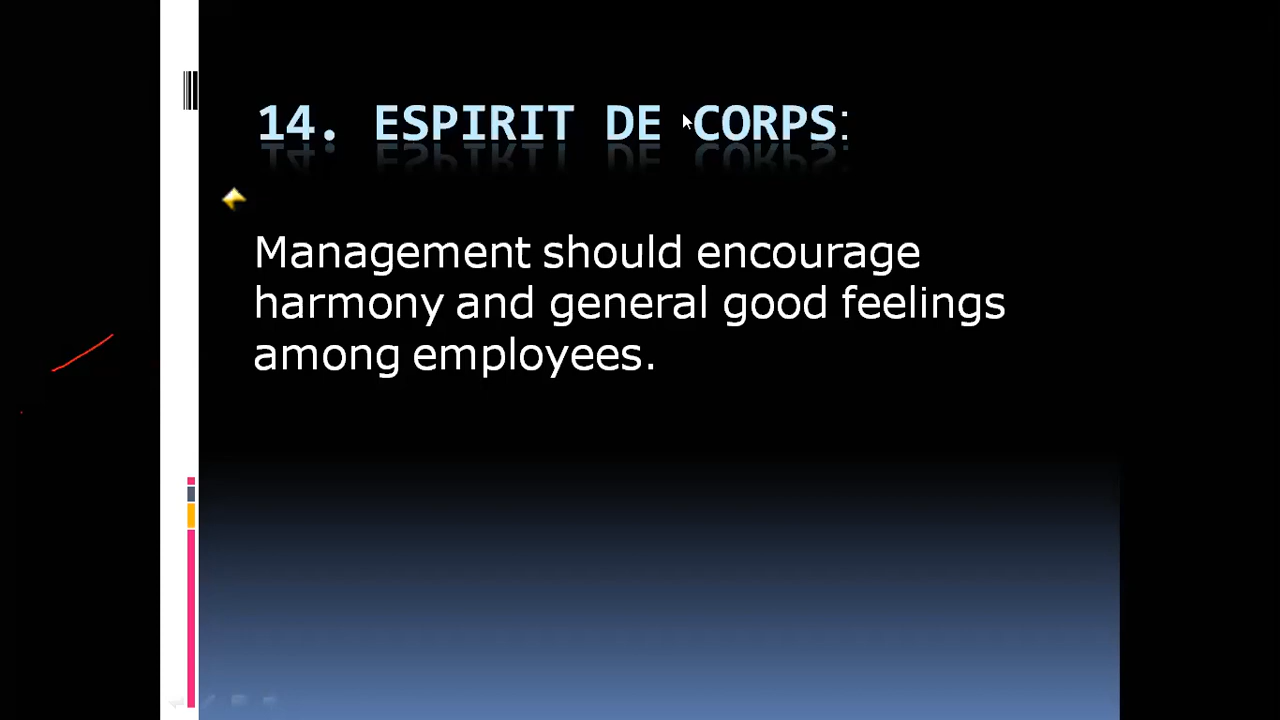 14. ESPIRIT DE CORPS:
Management should encourage
harmony and general good feelings
among employees.